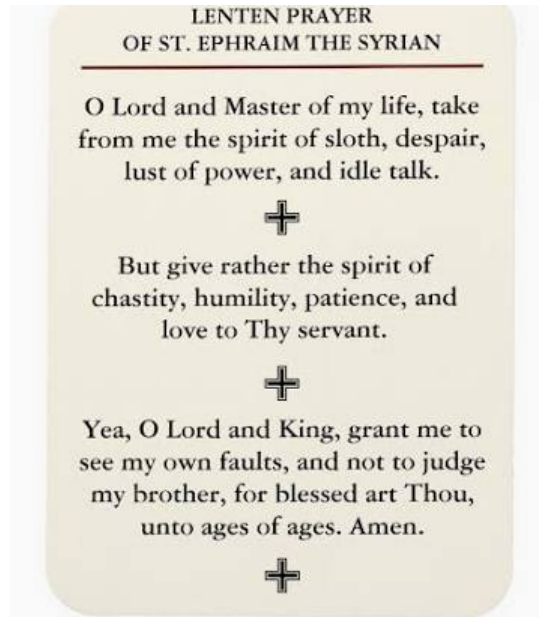 LENTEN PRAYER
OF ST. EPHRAIM THE SYRIAN
O Lord and Master of my life, take
from me the spirit of sloth, despair,
lust of power, and idle talk.
But give rather the spirit of
chastity, humility, patience, and
love to Thy servant.
Yea, O Lord and King, grant me to
see my own faults, and not to judge
my brother, for blessed art Thou,
unto ages of ages. Amen.